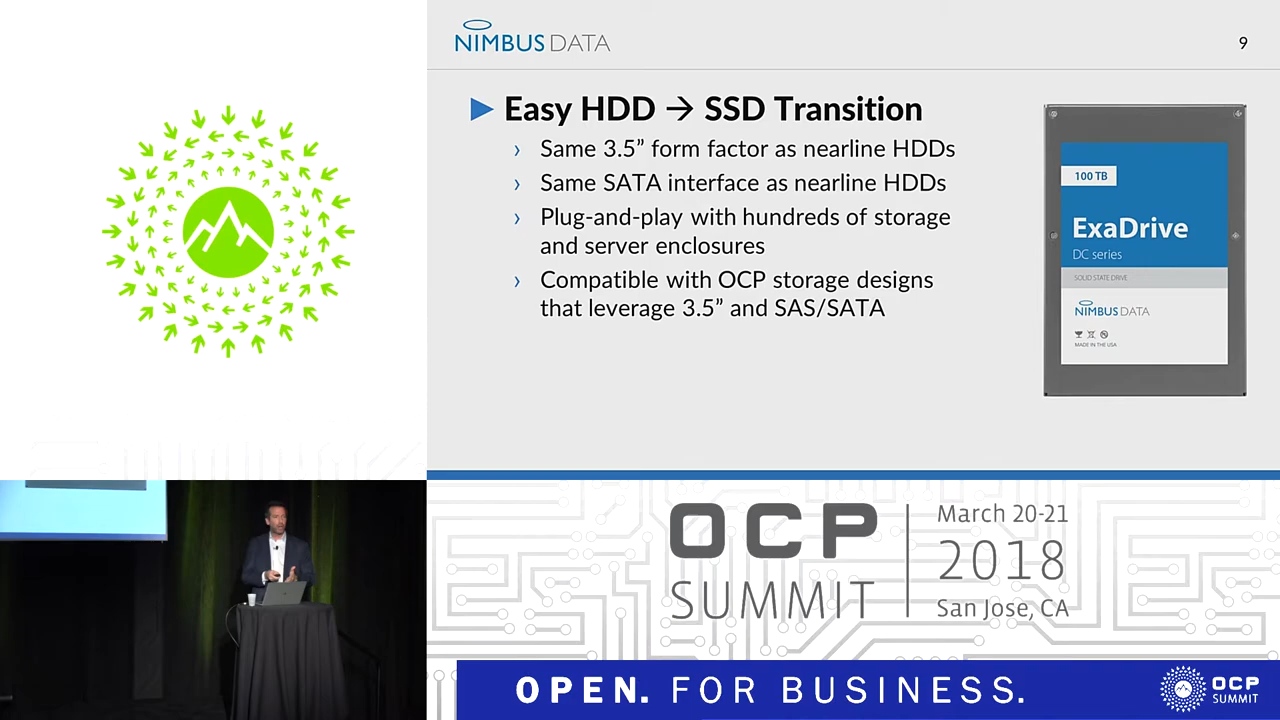 NIMBUS DATA
9
▶ Easy HDD → SSD Transition
› Same 3.5” form factor as nearline HDDs
› Same SATA interface as nearline HDDs
› Plug-and-play with hundreds of storage
and server enclosures
› Compatible with OCP storage designs
that leverage 3.5” and SAS/SATA
100 TB
ExaDrive
DC series
SOLID STATE DRIVE
NIMBUS DATA
MADE IN THE USA
OCP
SUMMIT
March 20-21
2018
San Jose, CA
OPEN. FOR BUSINESS.
OCP
SUMMIT